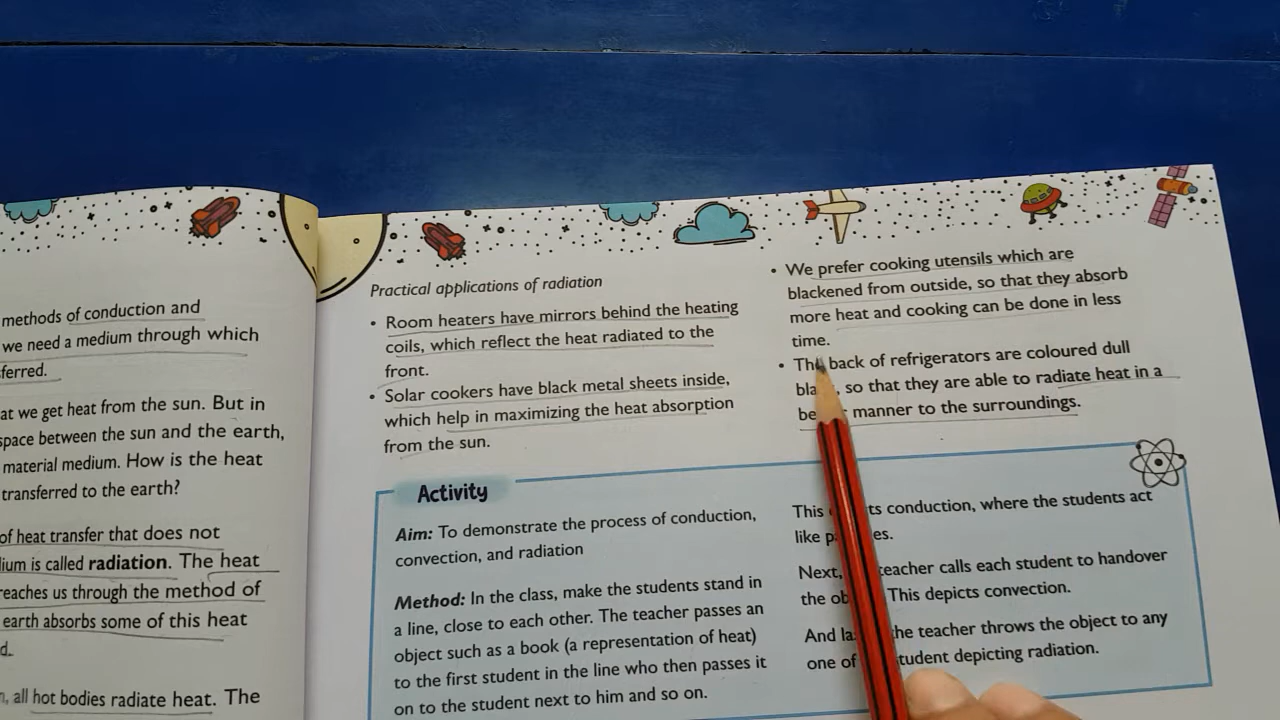 methods of conduction and
we need a medium through which
ferred.
at we get heat from the sun. But in
space between the sun and the earth,
material medium. How is the heat
transferred to the earth?
of heat transfer that does not
ium is called radiation. The heat
reaches us through the method of
earth absorbs some of this heat
d.
all hot bodies radiate heat. The
Practical applications of radiation
• Room heaters have mirrors behind the heating
coils, which reflect the heat radiated to the
front.
• Solar cookers have black metal sheets inside,
which help in maximizing the heat absorption
from the sun.
• We prefer cooking utensils which are
blackened from outside, so that they absorb
more heat and cooking can be done in less
time.
• The back of refrigerators are coloured dull
so that they are able to radiate heat in a
manner to the surroundings.
Activity
Aim: To demonstrate the process of conduction,
convection, and radiation
Method: In the class, make the students stand in
a line, close to each other. The teacher passes an
object such as a book (a representation of heat)
to the first student in the line who then passes it
on to the student next to him and so on.
This conduction, where the students act
like
Next, teacher calls each student to handover
the This depicts convection.
And the teacher throws the object to any
one of student depicting radiation.